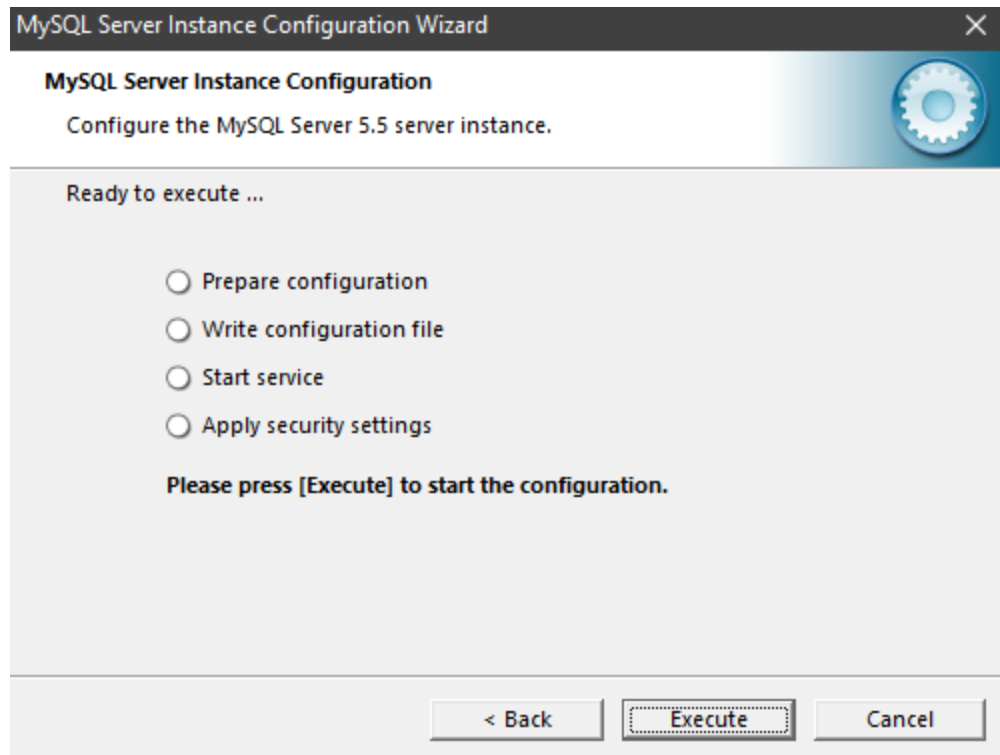 MySQL Server Instance Configuration Wizard
MySQL Server Instance Configuration
Configure the MySQL Server 5.5 server instance.
Ready to execute ...
Prepare configuration
Write configuration file
Start service
Apply security settings
Please press [Execute] to start the configuration.
< Back Execute Cancel